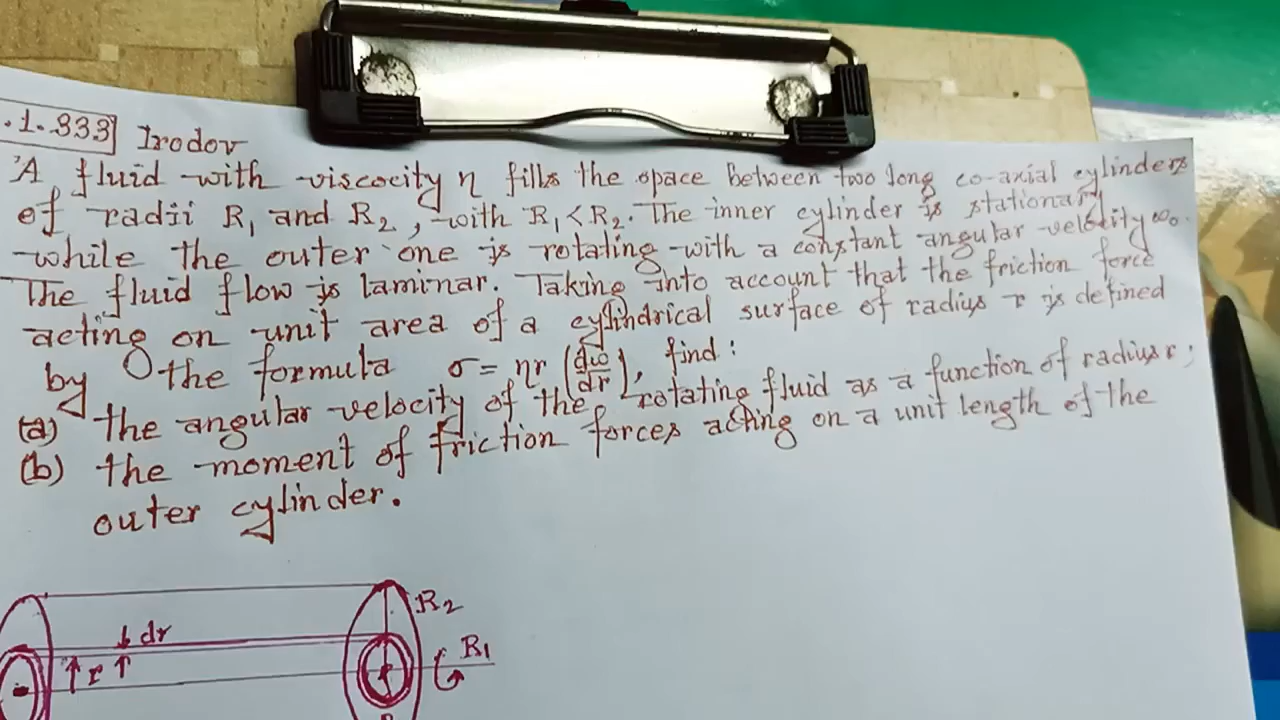 .1.333] Irodov
'A fluid with viscocity η fills the space between two long co-axial cylinders
of radii R₁ and R₂, with R₁ < R₂. The inner cylinder is stationary
while the outer one is rotating with a constant angular velocity ω₀.
The fluid flow is laminar. Taking into account that the friction force
acting on unit area of a cylindrical surface of radius r is defined
by the formula σ = ηr (dω/dr), find:
(a) the angular velocity of the rotating fluid as a function of radius r;
(b) the moment of friction forces acting on a unit length of the
outer cylinder.
R₂
dr
R₁
r